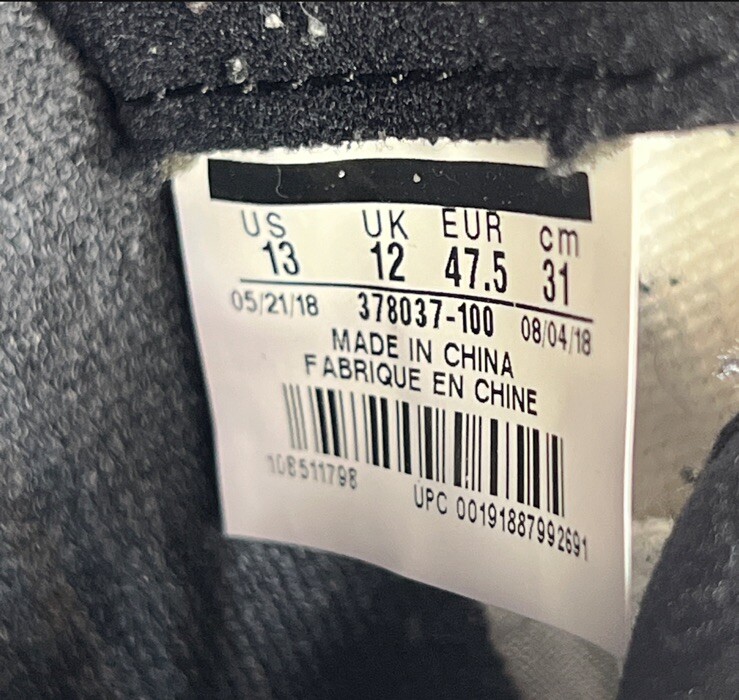 US UK EUR cm
13 12 47.5 31
05/21/18 378037-100 08/04/18
MADE IN CHINA
FABRIQUE EN CHINE
108511798
UPC 00191887992691